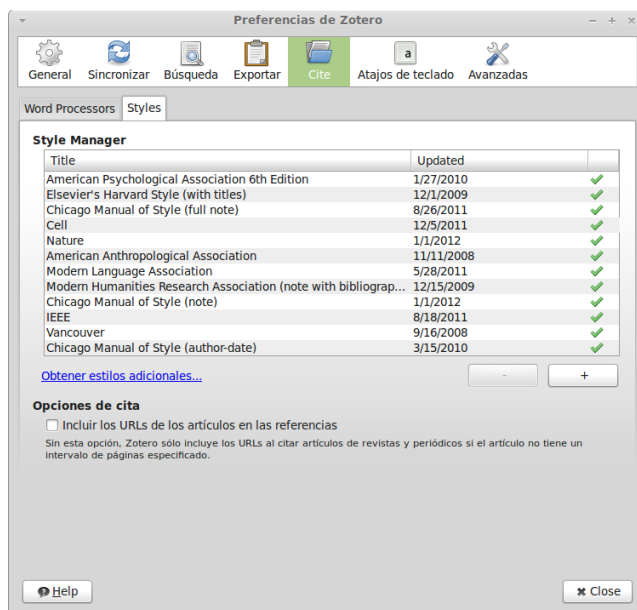 Preferencias de Zotero
General Sincronizar Búsqueda Exportar Cite Atajos de teclado Avanzadas
Word Processors Styles
Style Manager
Title Updated
American Psychological Association 6th Edition 1/27/2010
Elsevier's Harvard Style (with titles) 12/1/2009
Chicago Manual of Style (full note) 8/26/2011
Cell 12/5/2011
Nature 1/1/2012
American Anthropological Association 11/11/2008
Modern Language Association 5/28/2011
Modern Humanities Research Association (note with bibliograp... 12/15/2009
Chicago Manual of Style (note) 1/1/2012
IEEE 8/18/2011
Vancouver 9/16/2008
Chicago Manual of Style (author-date) 3/15/2010
Obtener estilos adicionales... - +
Opciones de cita
Incluir los URLs de los artículos en las referencias
Sin esta opción, Zotero sólo incluye los URLs al citar artículos de revistas y periódicos si el artículo no tiene un
intervalo de páginas especificado.
Help Close